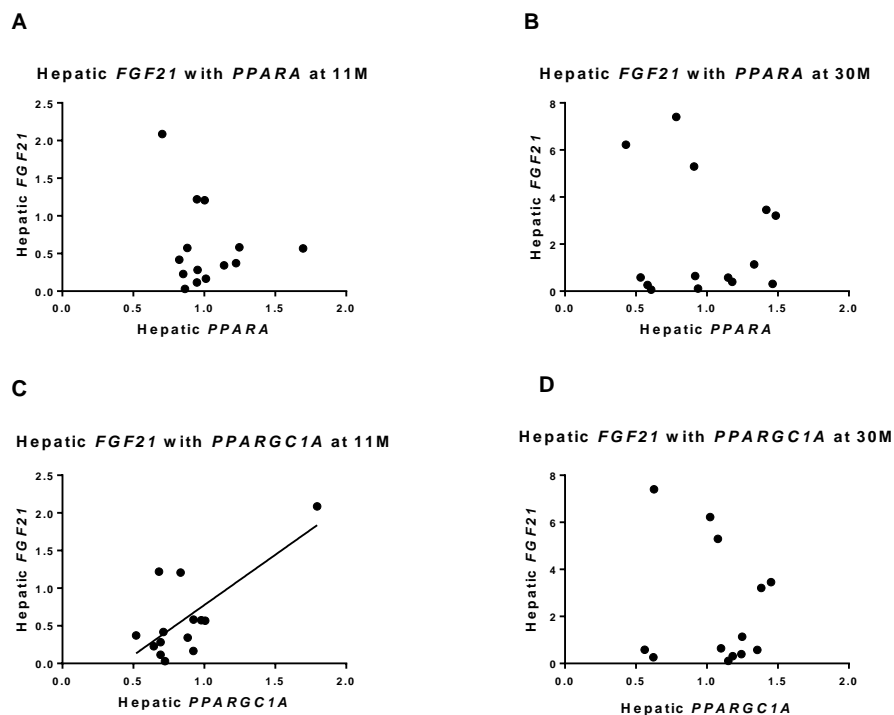 A
Hepatic FGF21 with PPARA at 11M
Hepatic FGF21
2.5
2.0
1.5
1.0
0.5
0.0
0.0 0.5 1.0 1.5 2.0
Hepatic PPARA
B
Hepatic FGF21 with PPARA at 30M
Hepatic FGF21
8
6
4
2
0
0.0 0.5 1.0 1.5 2.0
Hepatic PPARA
C
Hepatic FGF21 with PPARGC1A at 11M
Hepatic FGF21
2.5
2.0
1.5
1.0
0.5
0.0
0.0 0.5 1.0 1.5 2.0
Hepatic PPARGC1A
D
Hepatic FGF21 with PPARGC1A at 30M
Hepatic FGF21
8
6
4
2
0
0.0 0.5 1.0 1.5 2.0
Hepatic PPARGC1A